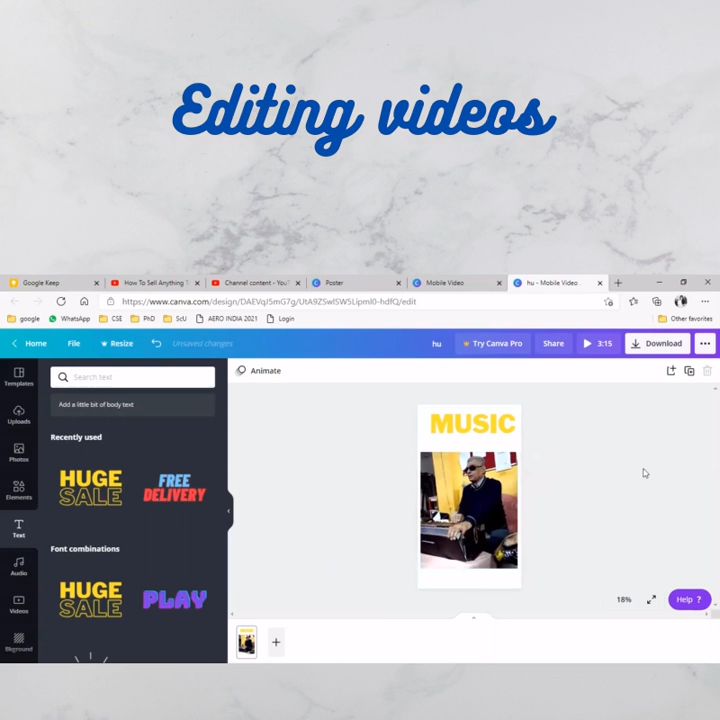 Editing videos
Google Keep
How To Sell Anything
Channel content - You
Poster
Mobile Video
hu - Mobile Video
https://www.canva.com/design/DAEVqJ5mG7g/UtA9ZSwlSW5Lipml0-hdfQ/edit
google
WhatsApp
CSE
PhD
ScU
AERO INDIA 2021
Login
Other favorites
Home
File
Resize
Unsaved changes
hu
Try Canva Pro
Share
3:15
Download
Templates
Uploads
Photos
Elements
Text
Audio
Videos
Bkground
Search text
Add a little bit of body text
Recently used
HUGE
SALE
FREE
DELIVERY
Font combinations
HUGE
SALE
PLAY
Animate
MUSIC
18%
Help ?
MUSIC